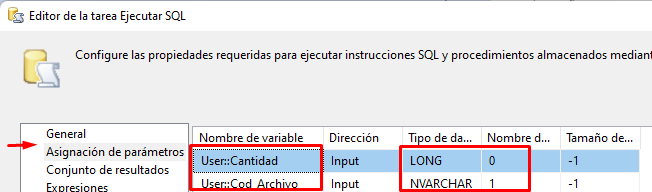 Editor de la tarea Ejecutar SQL
Configure las propiedades requeridas para ejecutar instrucciones SQL y procedimientos almacenados mediant
General
Asignación de parámetros
Conjunto de resultados
Expresiones
Nombre de variable Dirección Tipo de da... Nombre d... Tamaño de...
User::Cantidad Input LONG 0 -1
User::Cod_Archivo Input NVARCHAR 1 -1